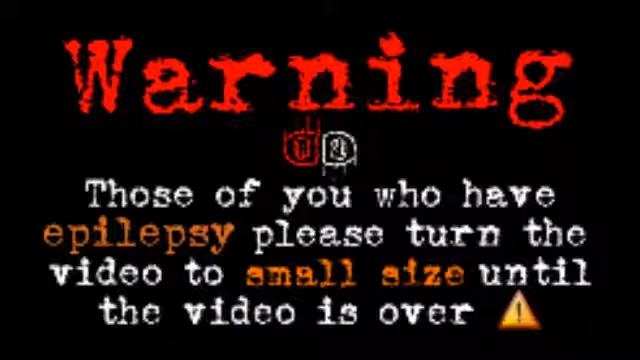 Warning
Those of you who have
epilepsy please turn the
video to small size until
the video is over